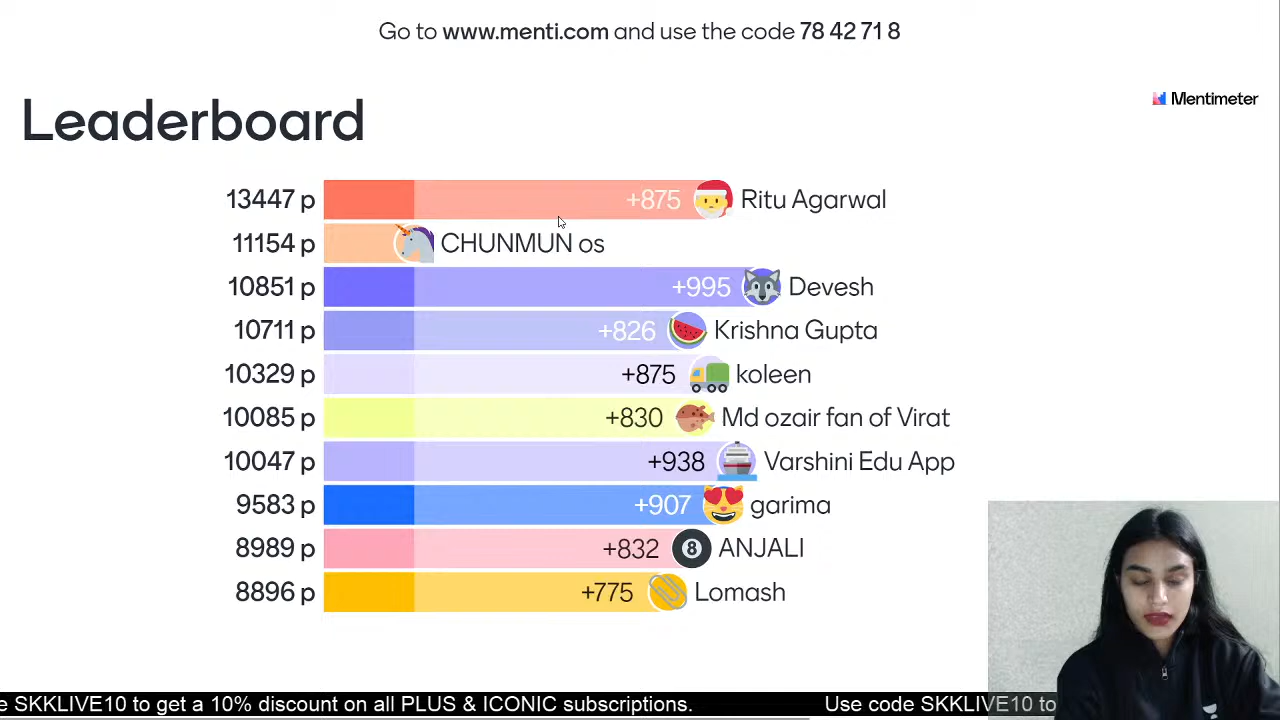 Go to www.menti.com and use the code 78 42 71 8
Mentimeter
Leaderboard
13447 p +875 Ritu Agarwal
11154 p CHUNMUN os
10851 p +995 Devesh
10711 p +826 Krishna Gupta
10329 p +875 koleen
10085 p +830 Md ozair fan of Virat
10047 p +938 Varshini Edu App
9583 p +907 garima
8989 p +832 8 ANJALI
8896 p +775 Lomash
e SKKLIVE10 to get a 10% discount on all PLUS & ICONIC subscriptions. Use code SKKLIVE10 to